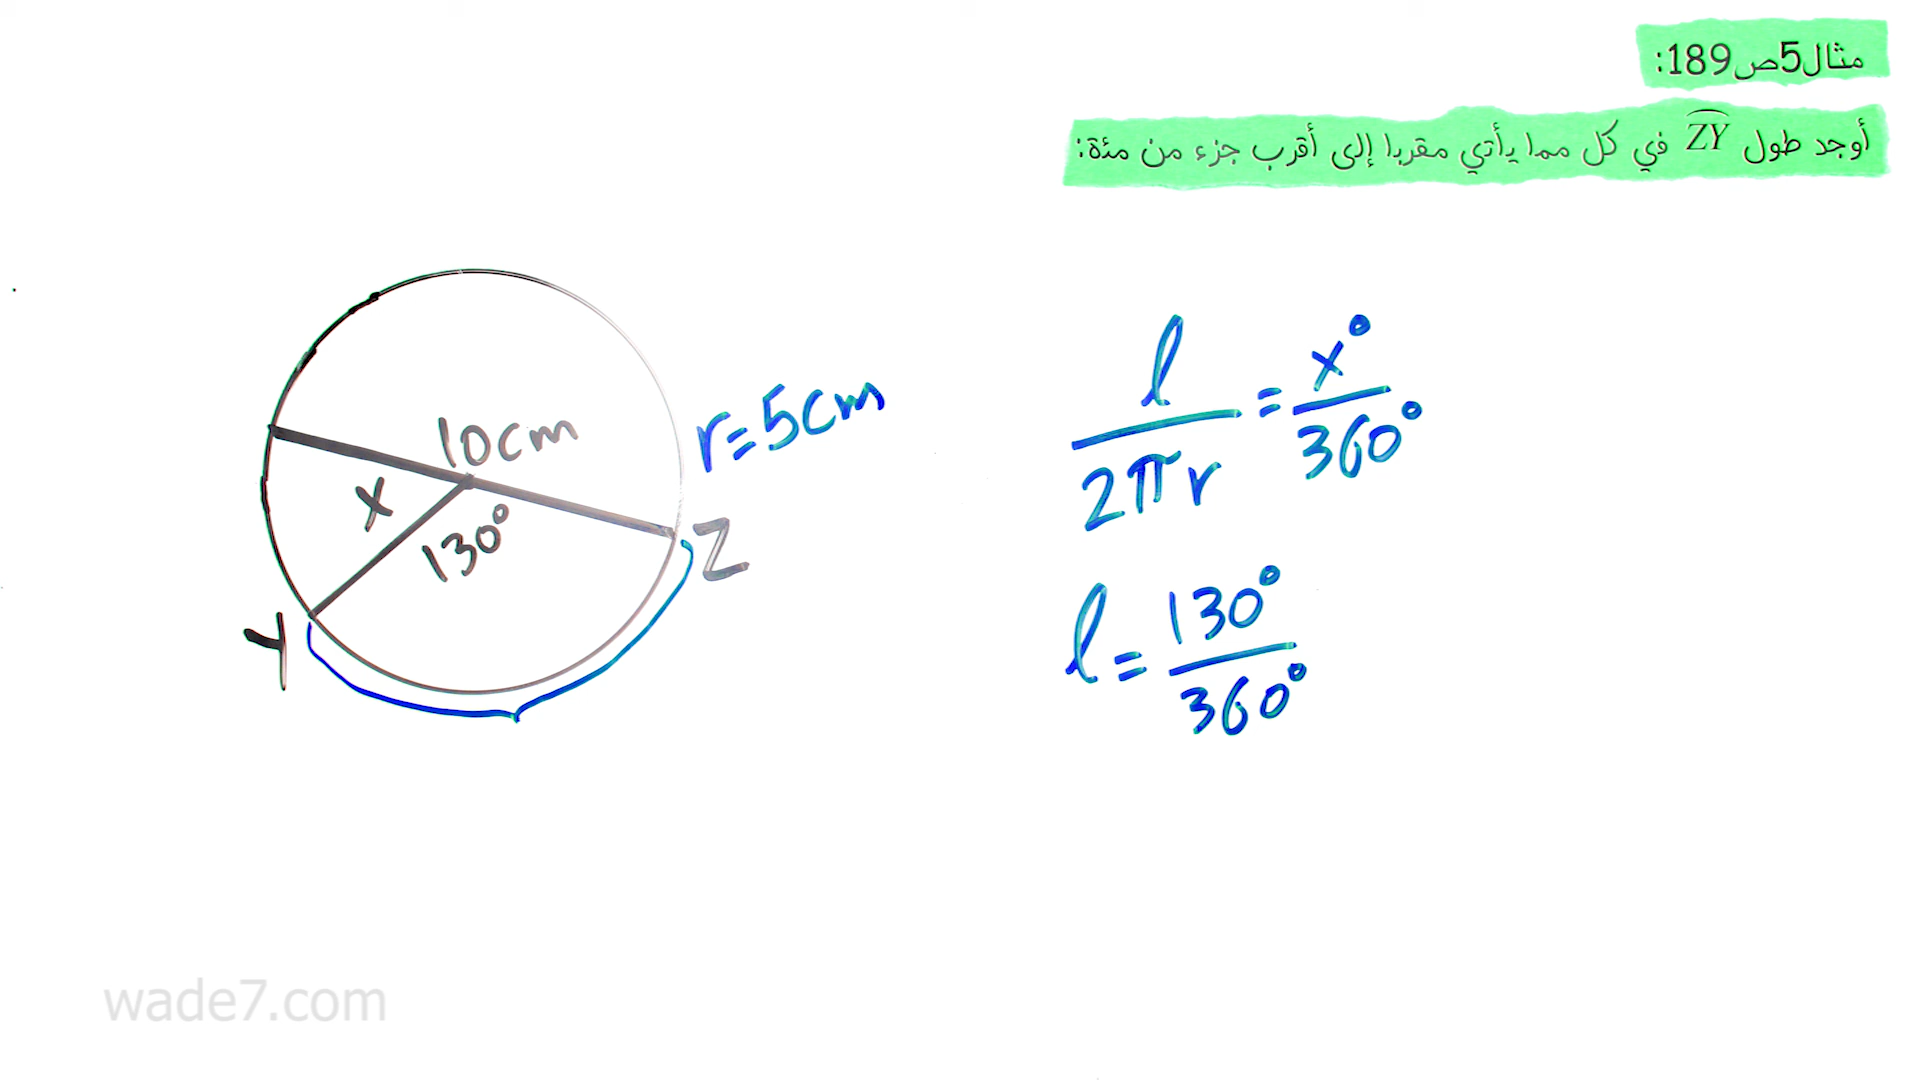 مثال5ص189:
أوجد طول ZY في كل مما يأتي مقربا إلى أقرب جزء من مئة:
10cm
r=5cm
x
130°
Z
Y
l/2πr = x°/360°
l = 130°/360°
wade7.com